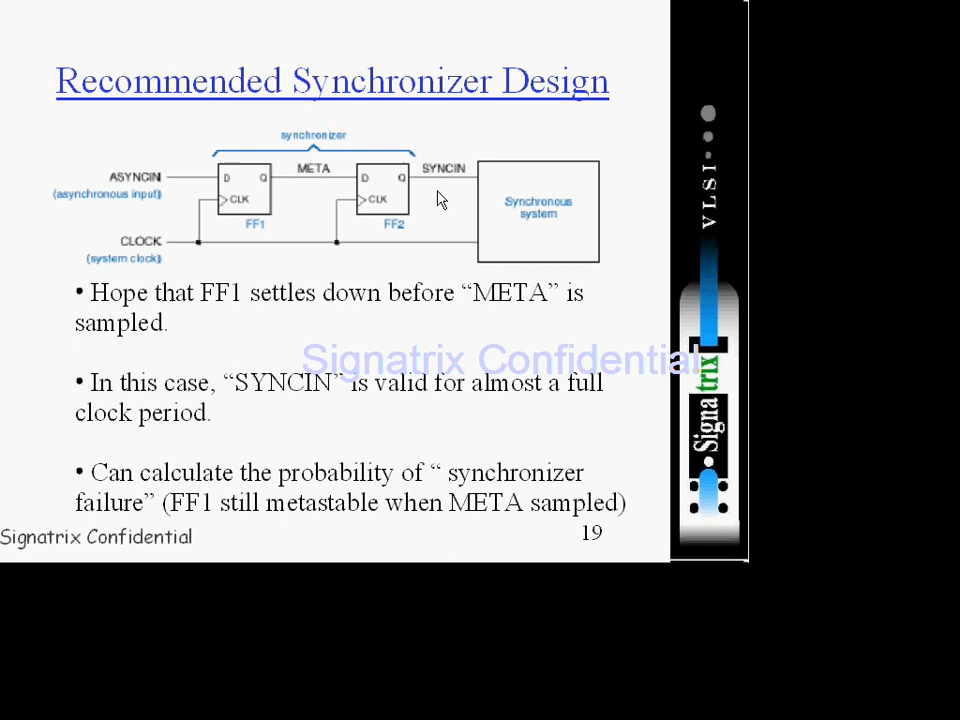 Recommended Synchronizer Design
synchronizer
ASYNCIN
(asynchronous input)
D Q
CLK
FF1
META
D Q
CLK
FF2
SYNCIN
Synchronous
system
CLOCK
(system clock)
• Hope that FF1 settles down before “META” is
sampled.
• In this case, “SYNCIN” is valid for almost a full
clock period.
• Can calculate the probability of “ synchronizer
failure” (FF1 still metastable when META sampled)
Signatrix Confidential
Signatrix Confidential
19
VLSI
Signatrix